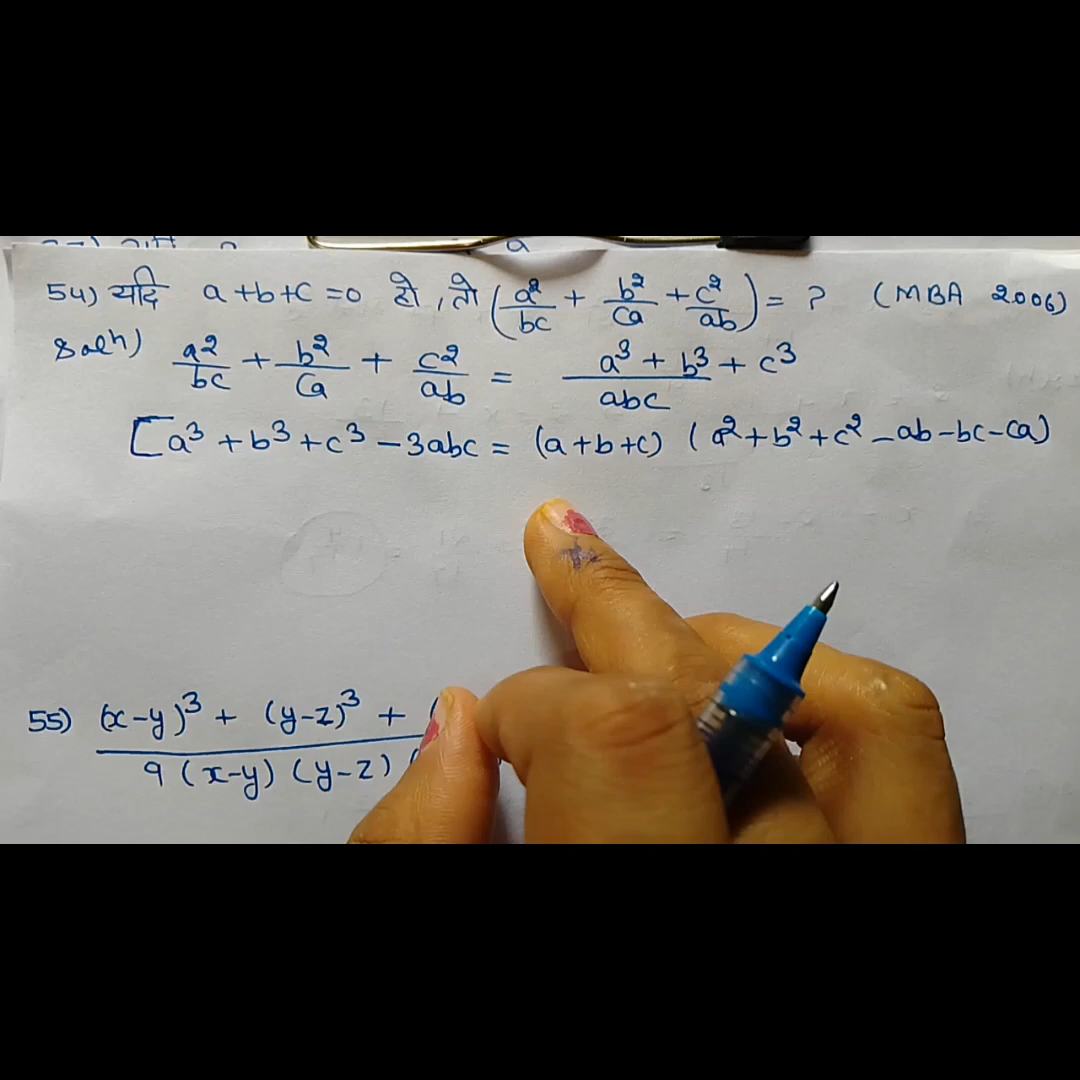 54) यदि a+b+c=0 हो, तो (a²/bc + b²/ca + c²/ab) = ? (MBA 2006)
Soln) a²/bc + b²/ca + c²/ab = a³+b³+c³/abc
[a³+b³+c³-3abc = (a+b+c) (a²+b²+c²-ab-bc-ca)
55) (x-y)³ + (y-z)³ + (
9(x-y)(y-z)(